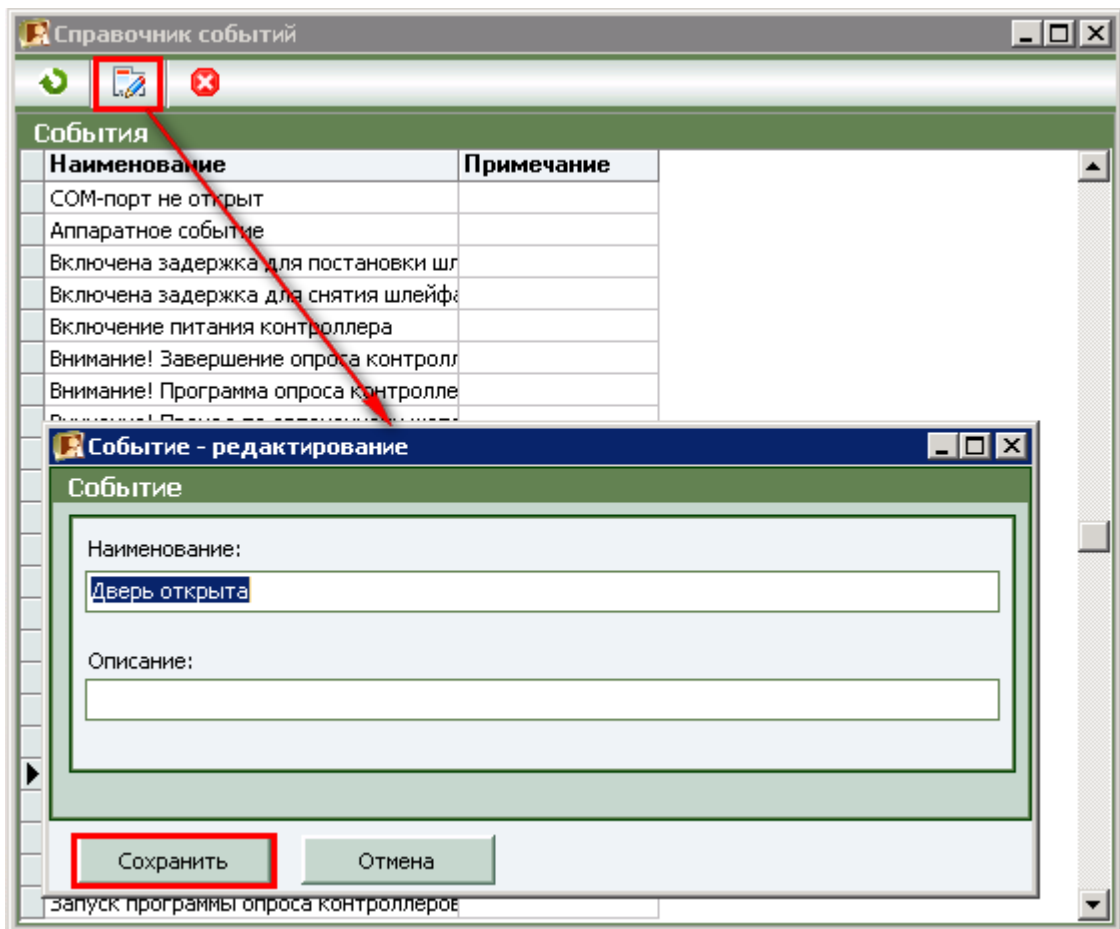 Справочник событий
События
Наименование Примечание
COM-порт не открыт
Аппаратное событие
Включена задержка для постановки шл
Включена задержка для снятия шлейфа
Включение питания контроллера
Внимание! Завершение опроса контролл
Внимание! Программа опроса контролле
Событие - редактирование
Событие
Наименование:
Дверь открыта
Описание:
Сохранить Отмена
Запуск программы опроса контроллеров